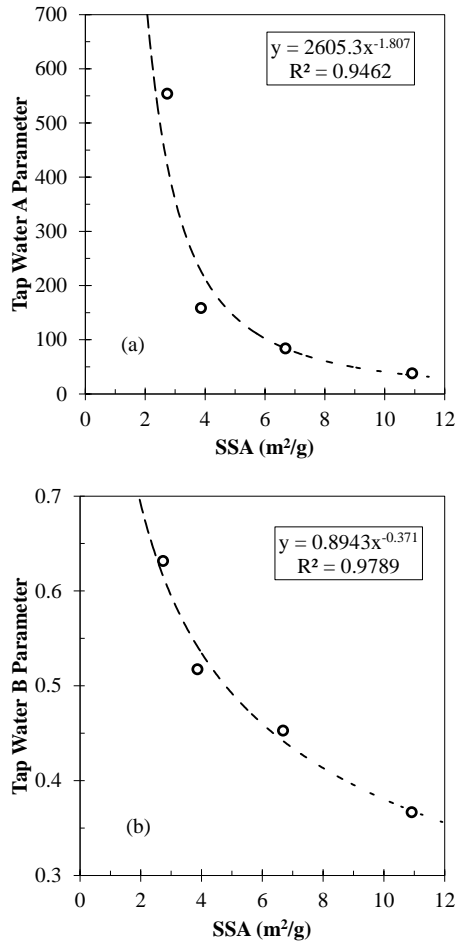 700
600
500
400
300
200
100
0
Tap Water A Parameter
y = 2605.3x^-1.807
R² = 0.9462
(a)
0 2 4 6 8 10 12
SSA (m²/g)
0.7
0.6
0.5
0.4
0.3
Tap Water B Parameter
y = 0.8943x^-0.371
R² = 0.9789
(b)
0 2 4 6 8 10 12
SSA (m²/g)